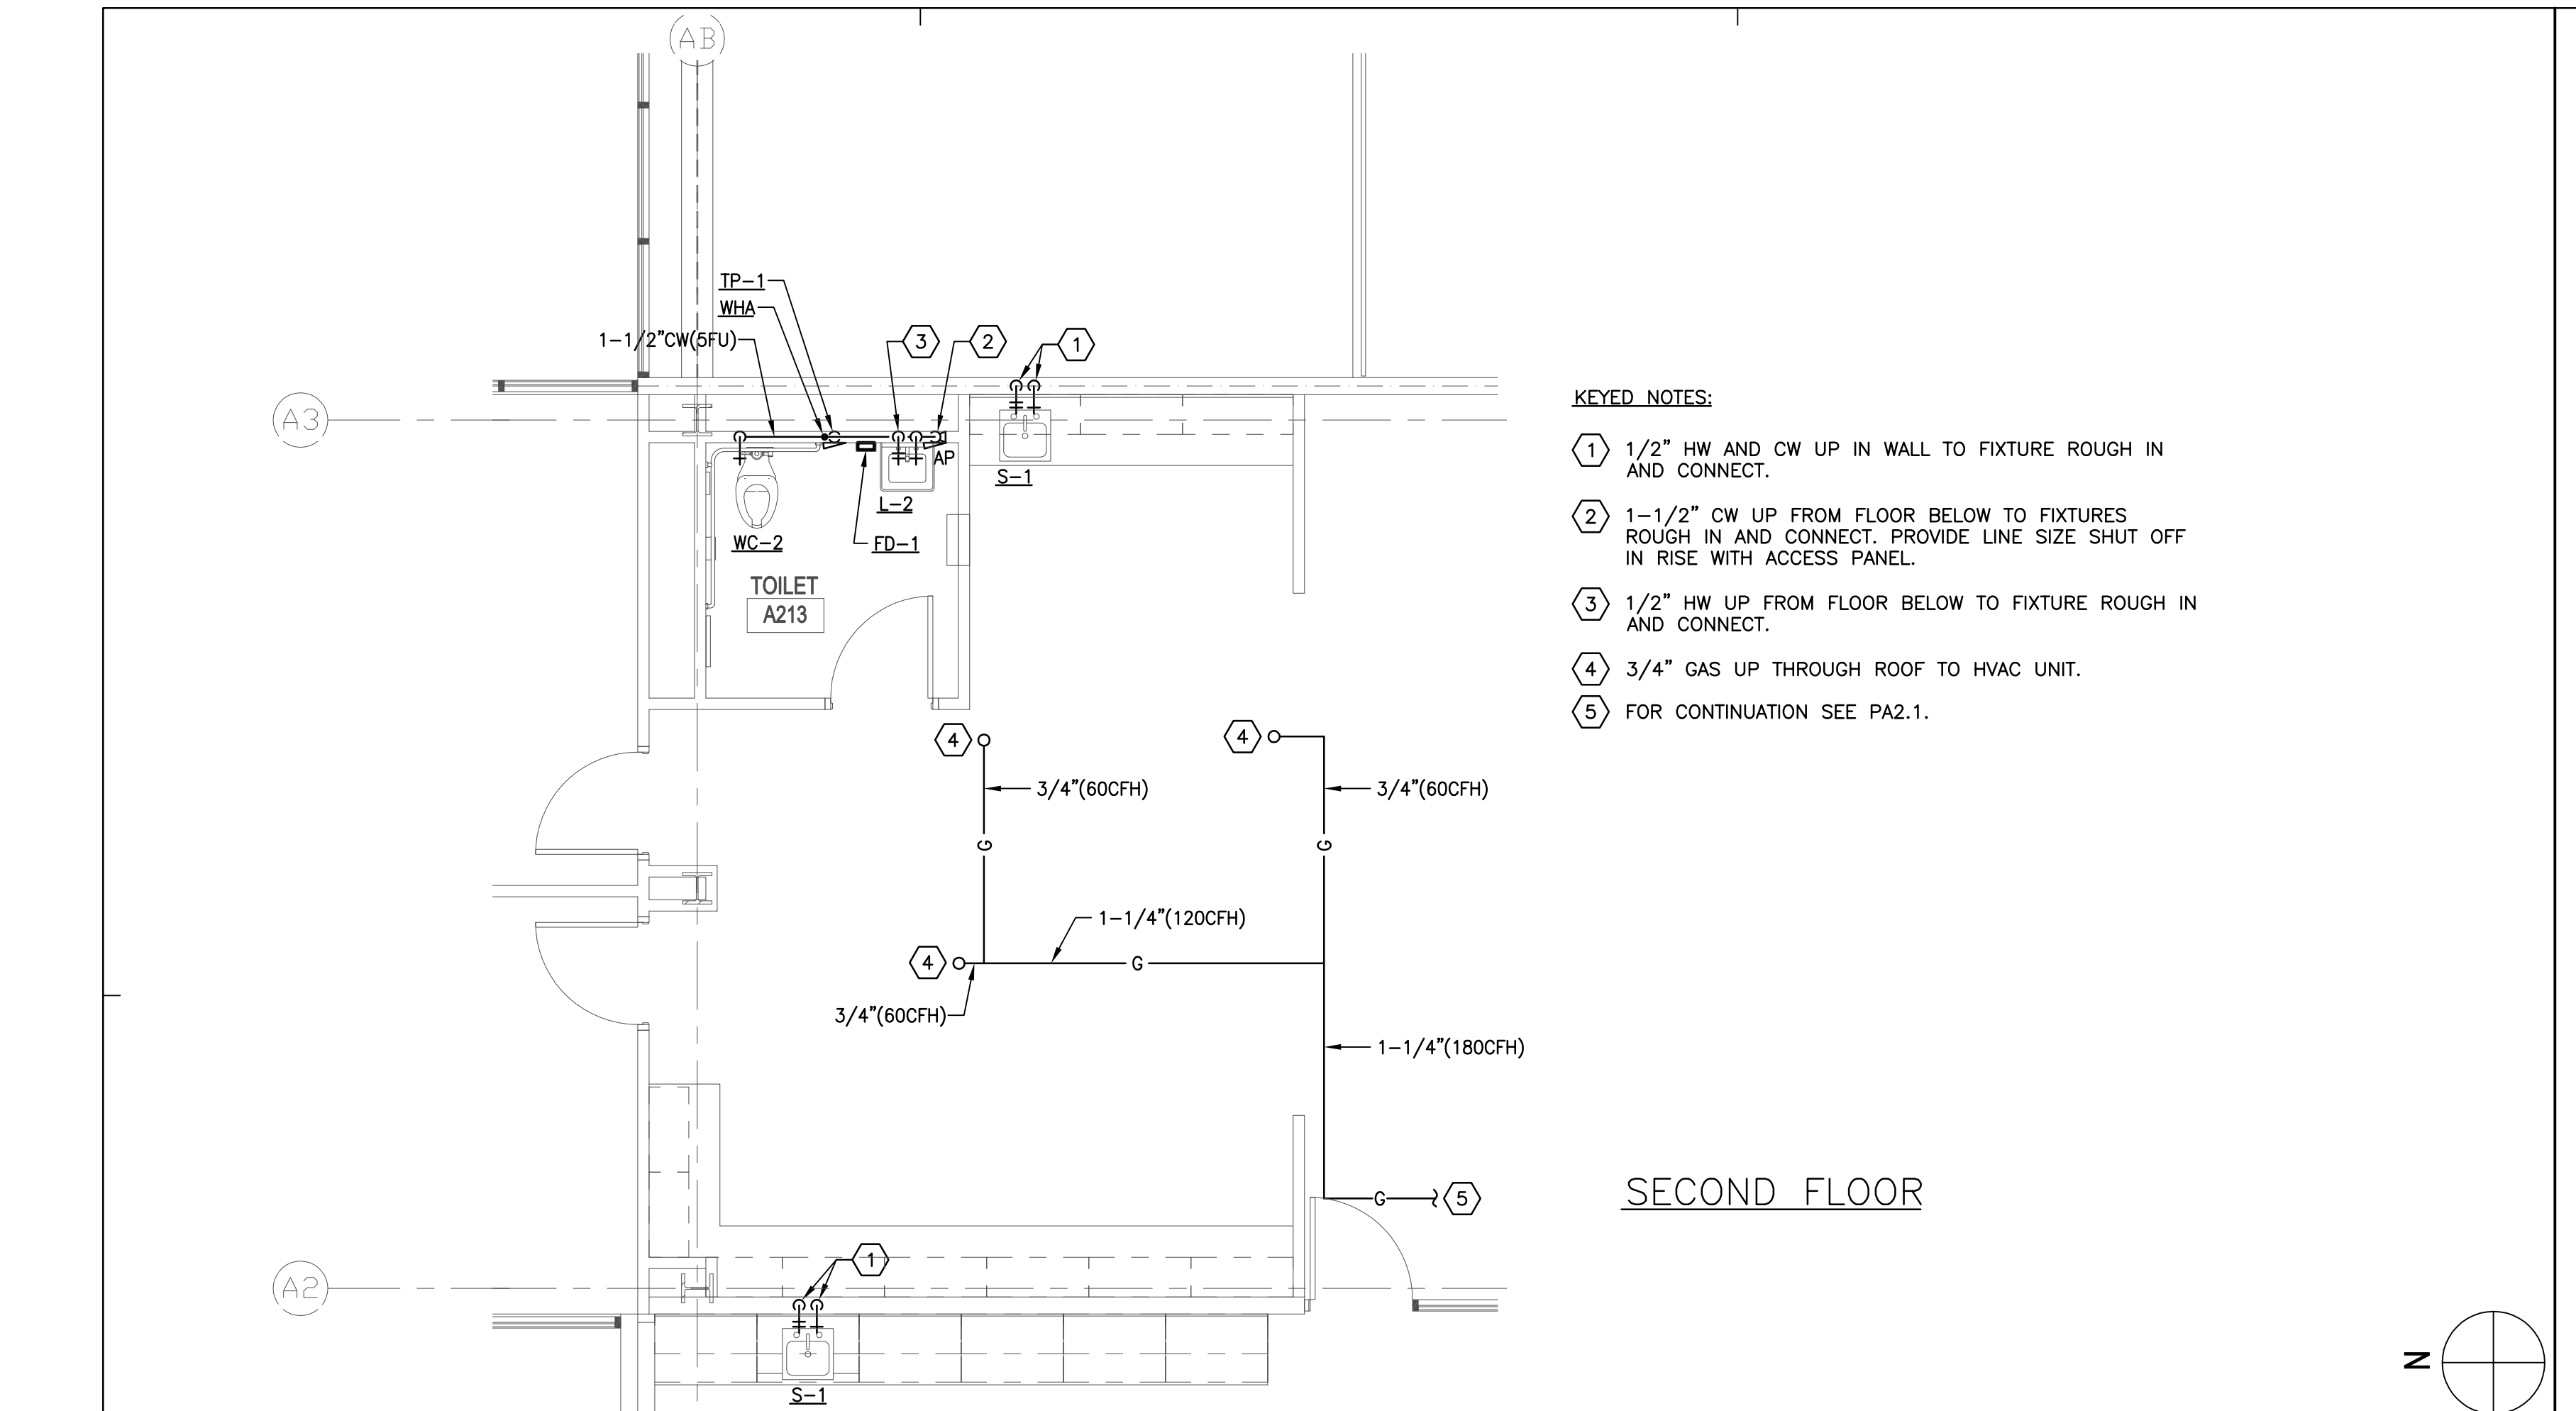 AB
TP-1
WHA
1-1/2"CW(5FU)
3
2
1
A3
AP
S-1
L-2
WC-2
FD-1
TOILET
A213
KEYED NOTES:
1 1/2" HW AND CW UP IN WALL TO FIXTURE ROUGH IN
AND CONNECT.
2 1-1/2" CW UP FROM FLOOR BELOW TO FIXTURES
ROUGH IN AND CONNECT. PROVIDE LINE SIZE SHUT OFF
IN RISE WITH ACCESS PANEL.
3 1/2" HW UP FROM FLOOR BELOW TO FIXTURE ROUGH IN
AND CONNECT.
4 3/4" GAS UP THROUGH ROOF TO HVAC UNIT.
5 FOR CONTINUATION SEE PA2.1.
4
4
3/4"(60CFH)
3/4"(60CFH)
G
G
1-1/4"(120CFH)
4
G
3/4"(60CFH)
1-1/4"(180CFH)
G
5
SECOND FLOOR
1
A2
S-1
N